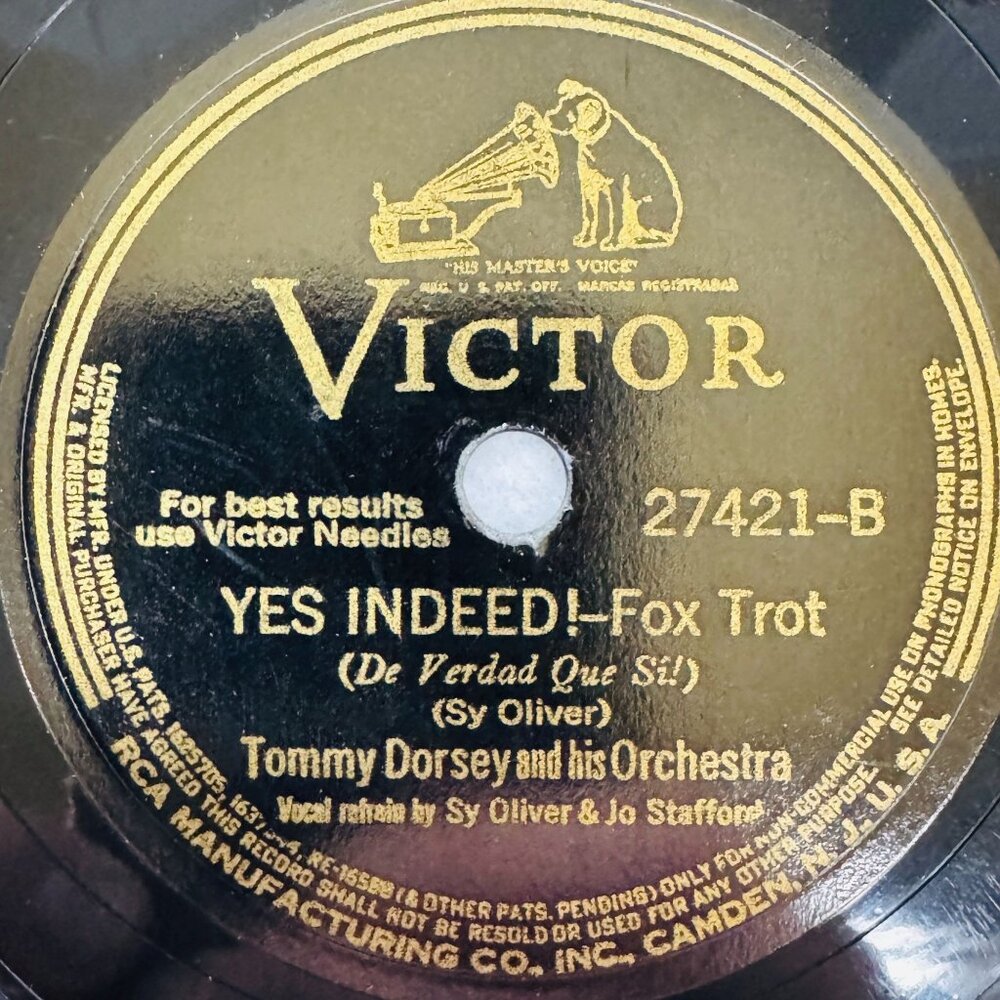 "HIS MASTER'S VOICE"
REG. U. S. PAT. OFF. MARCAS REGISTRADAS
VICTOR
For best results
use Victor Needles
27421-B
YES INDEED!-Fox Trot
(De Verdad Que Sí!)
(Sy Oliver)
Tommy Dorsey and his Orchestra
Vocal refrain by Sy Oliver & Jo Stafford
LICENSED BY MFR. UNDER U.S. PATS. 1625705, RE-16588 (& OTHER PATS. PENDING) ONLY FOR NON-COMMERCIAL USE ON PHONOGRAPHS IN HOMES.
MFR. & ORIGINAL PURCHASER HAVE AGREED THIS RECORD SHALL NOT BE RESOLD OR USED FOR ANY OTHER PURPOSE. SEE DETAILED NOTICE ON ENVELOPE.
RCA MANUFACTURING CO., INC., CAMDEN, N. J., U. S. A.